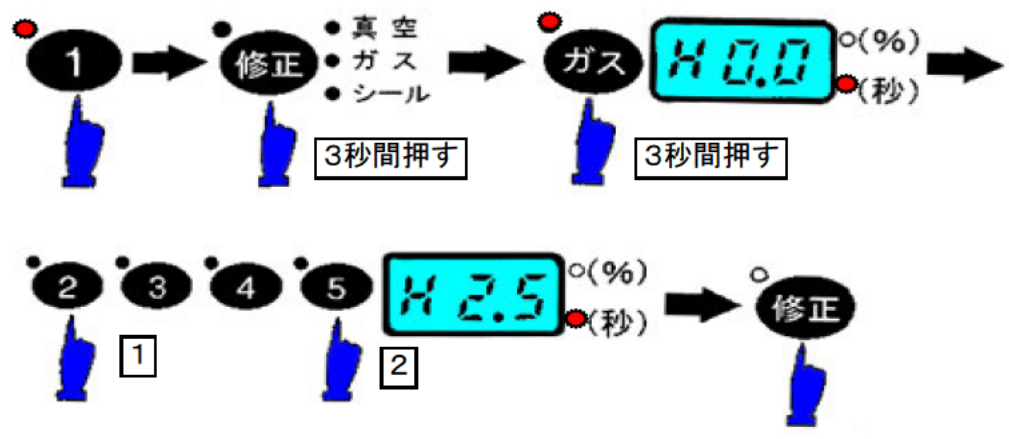 1
修正
● 真空
● ガス
● シール
ガス
H 0.0
(%)
(秒)
3秒間押す
3秒間押す
2
3
4
5
H 2.5
(%)
(秒)
修正
1
2